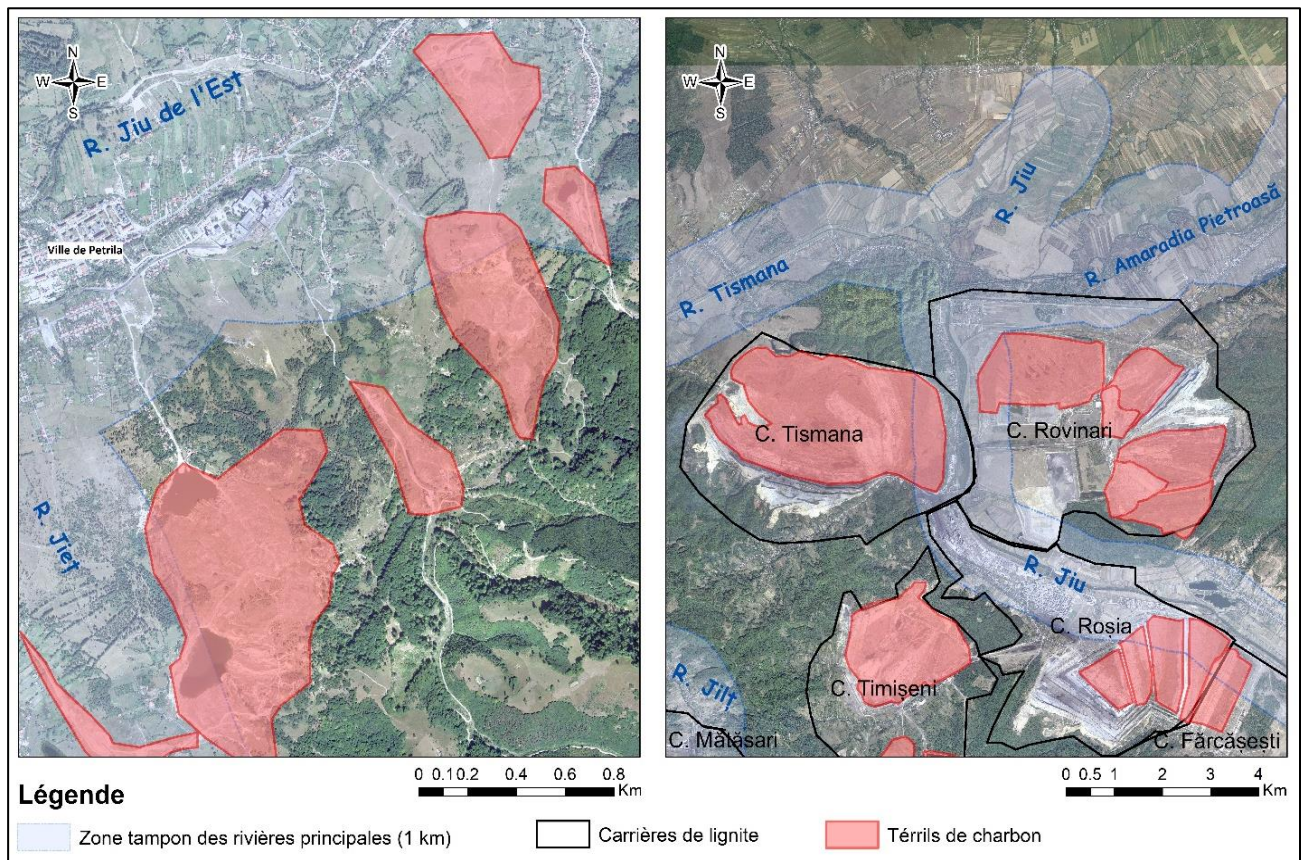 N
W E
S
R. Jiu de l'Est
Ville de Petrila
R. Jieț
0 0.1 0.2 0.4 0.6 0.8
Km
N
W E
S
R. Jiu
R. Amaradia Pietroasă
R. Tismana
C. Tismana
C. Rovinari
R. Jiu
C. Roșia
R. Jilț
C. Timișeni
C. Mătăsari
C. Fărcășești
0 0.5 1 2 3 4
Km
Légende
Zone tampon des rivières principales (1 km)
Carrières de lignite
Térrils de charbon